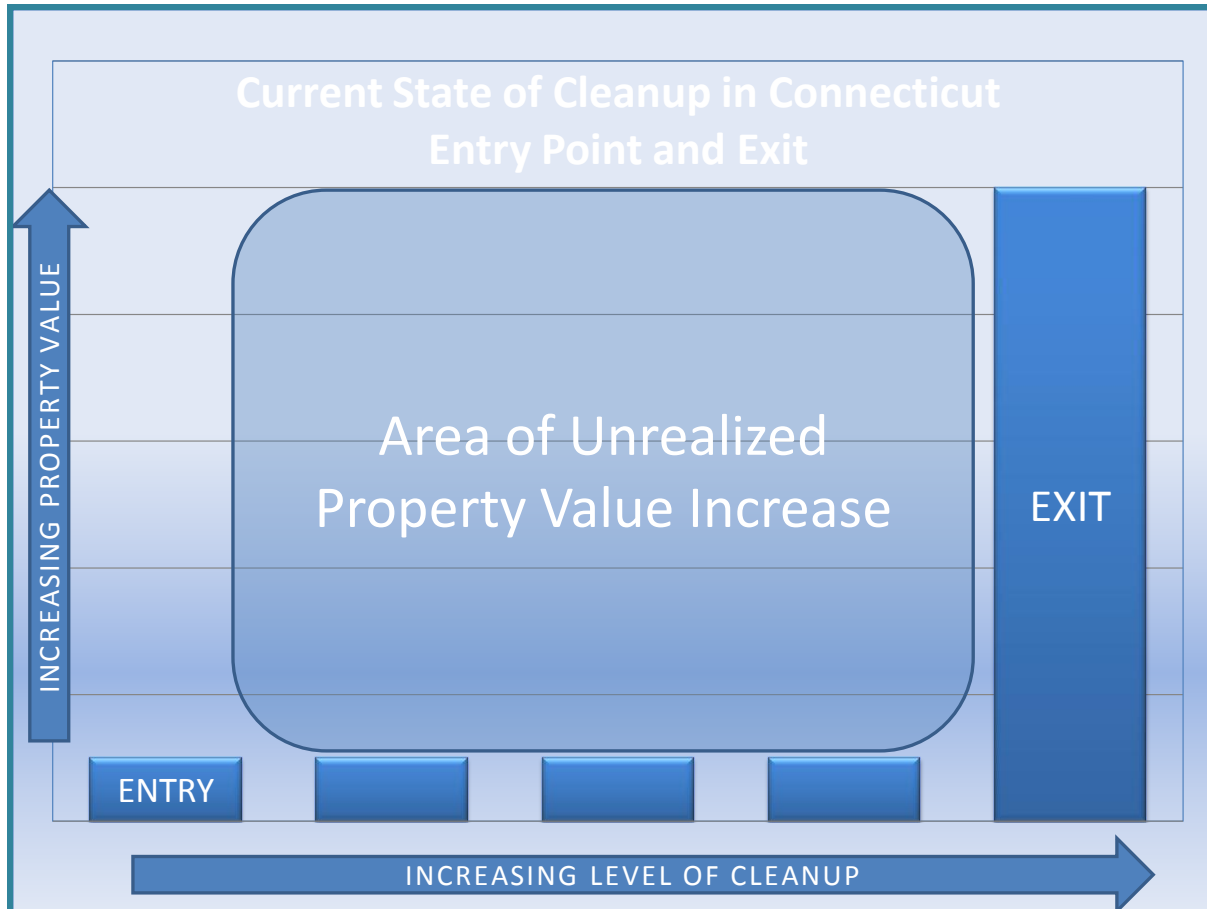 Current State of Cleanup in Connecticut
Entry Point and Exit
INCREASING PROPERTY VALUE
Area of Unrealized
Property Value Increase
EXIT
ENTRY
INCREASING LEVEL OF CLEANUP